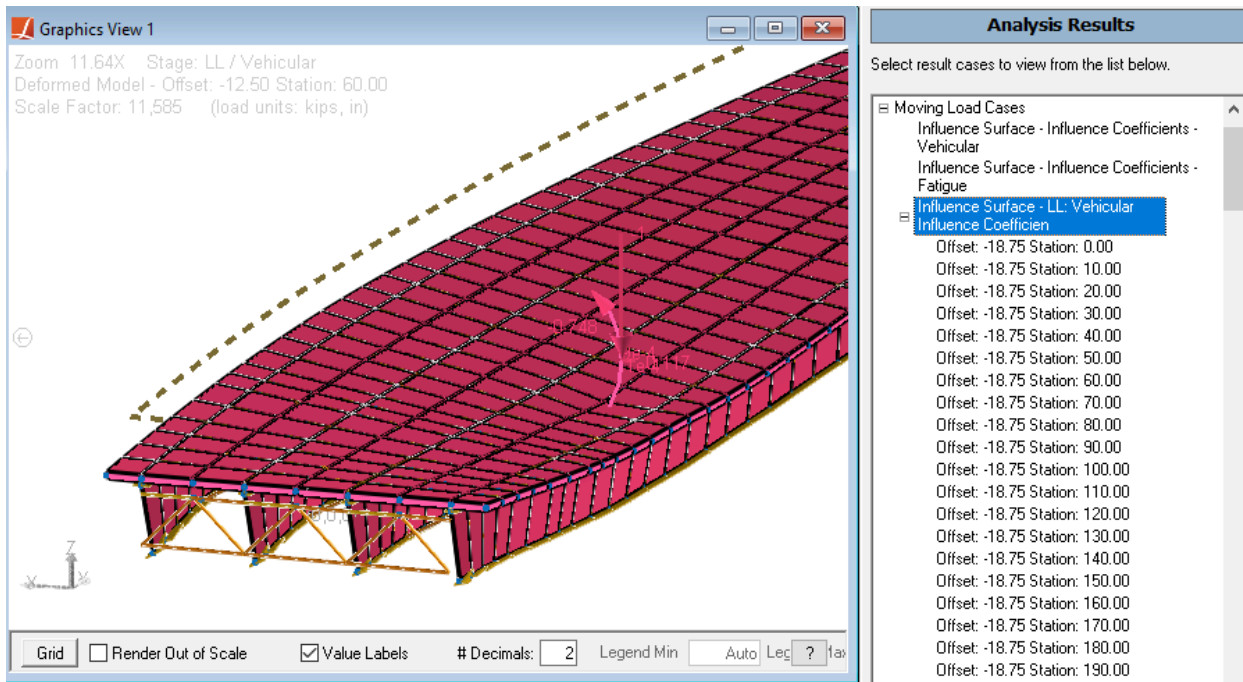 Graphics View 1
Zoom 11.64X Stage: LL / Vehicular
Deformed Model - Offset: -12.50 Station: 60.00
Scale Factor: 11,585 (load units: kips, in)
-1
Z
X
Grid
Render Out of Scale
Value Labels
# Decimals:
2
Legend Min
Auto
Leg
?
Max
Analysis Results
Select result cases to view from the list below.
Moving Load Cases
Influence Surface - Influence Coefficients -
Vehicular
Influence Surface - Influence Coefficients -
Fatigue
Influence Surface - LL: Vehicular
Influence Coefficien
Offset: -18.75 Station: 0.00
Offset: -18.75 Station: 10.00
Offset: -18.75 Station: 20.00
Offset: -18.75 Station: 30.00
Offset: -18.75 Station: 40.00
Offset: -18.75 Station: 50.00
Offset: -18.75 Station: 60.00
Offset: -18.75 Station: 70.00
Offset: -18.75 Station: 80.00
Offset: -18.75 Station: 90.00
Offset: -18.75 Station: 100.00
Offset: -18.75 Station: 110.00
Offset: -18.75 Station: 120.00
Offset: -18.75 Station: 130.00
Offset: -18.75 Station: 140.00
Offset: -18.75 Station: 150.00
Offset: -18.75 Station: 160.00
Offset: -18.75 Station: 170.00
Offset: -18.75 Station: 180.00
Offset: -18.75 Station: 190.00